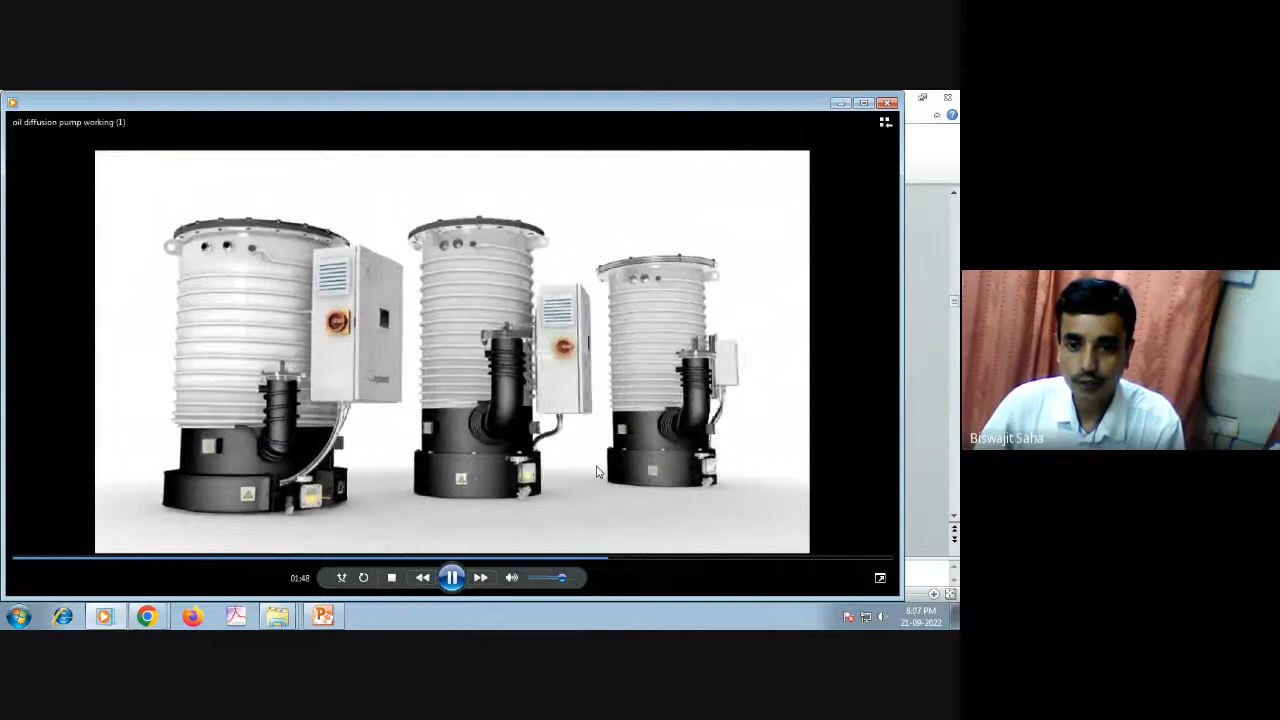 oil diffusion pump working (1)
01:48
8:07 PM
21-09-2022
Biswajit Saha